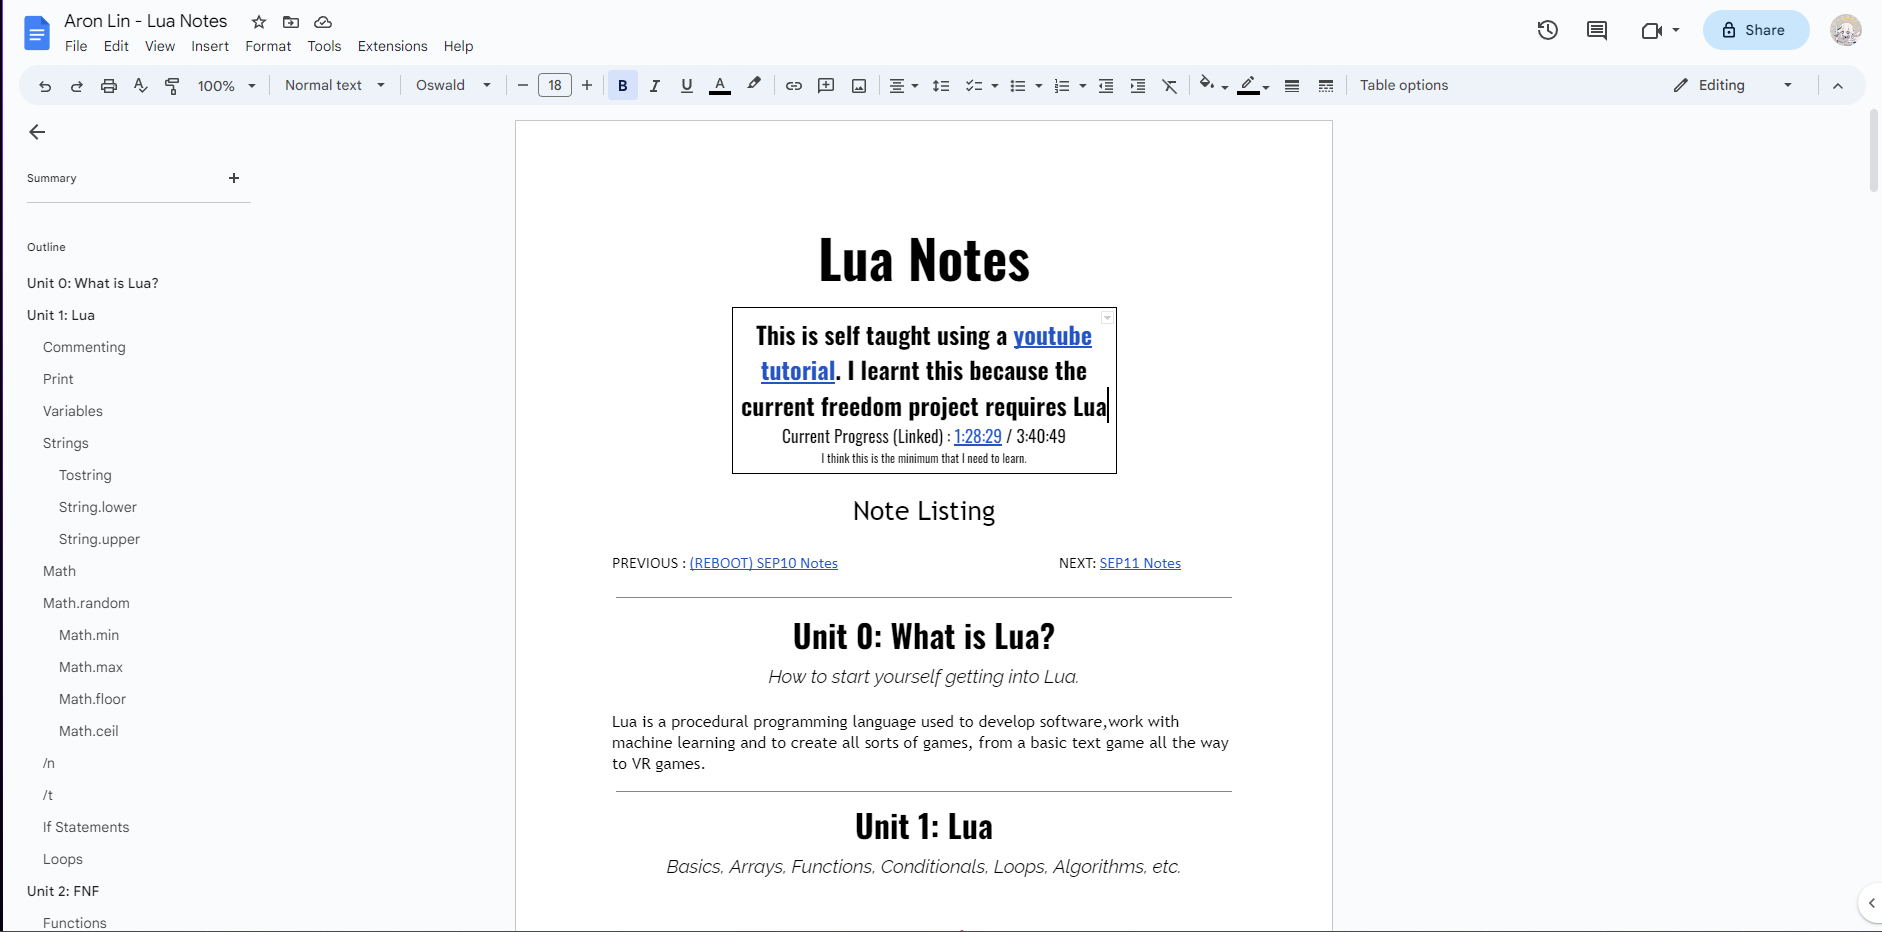 Aron Lin - Lua Notes
File Edit View Insert Format Tools Extensions Help
Share
100% Normal text Oswald 18 B I U A Table options Editing
Summary
Outline
Unit 0: What is Lua?
Unit 1: Lua
Commenting
Print
Variables
Strings
Tostring
String.lower
String.upper
Math
Math.random
Math.min
Math.max
Math.floor
Math.ceil
/n
/t
If Statements
Loops
Unit 2: FNF
Functions
Lua Notes
This is self taught using a youtube
tutorial. I learnt this because the
current freedom project requires Lua
Current Progress (Linked) : 1:28:29 / 3:40:49
I think this is the minimum that I need to learn.
Note Listing
PREVIOUS : (REBOOT) SEP10 Notes NEXT: SEP11 Notes
Unit 0: What is Lua?
How to start yourself getting into Lua.
Lua is a procedural programming language used to develop software,work with
machine learning and to create all sorts of games, from a basic text game all the way
to VR games.
Unit 1: Lua
Basics, Arrays, Functions, Conditionals, Loops, Algorithms, etc.